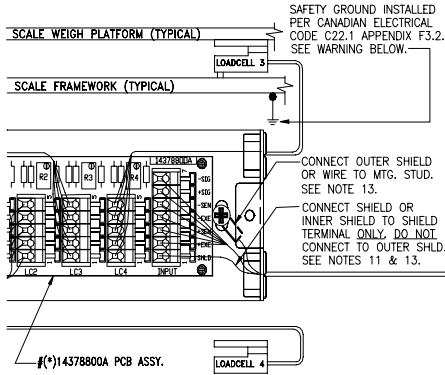 SAFETY GROUND INSTALLED
PER CANADIAN ELECTRICAL
CODE C22.1 APPENDIX F3.2.
SEE WARNING BELOW.
SCALE WEIGH PLATFORM (TYPICAL)
LOADCELL 3
SCALE FRAMEWORK (TYPICAL)
14378800A
R2
R3
R4
-SIG
+SIG
-SEN
-EXE
+SEN
+EXE
SHLD
LC2
LC3
LC4
INPUT
CONNECT OUTER SHIELD
OR WIRE TO MTG. STUD.
SEE NOTE 13.
CONNECT SHIELD OR
INNER SHIELD TO SHIELD
TERMINAL ONLY. DO NOT
CONNECT TO OUTER SHLD.
SEE NOTES 11 & 13.
#(*)14378800A PCB ASSY.
LOADCELL 4